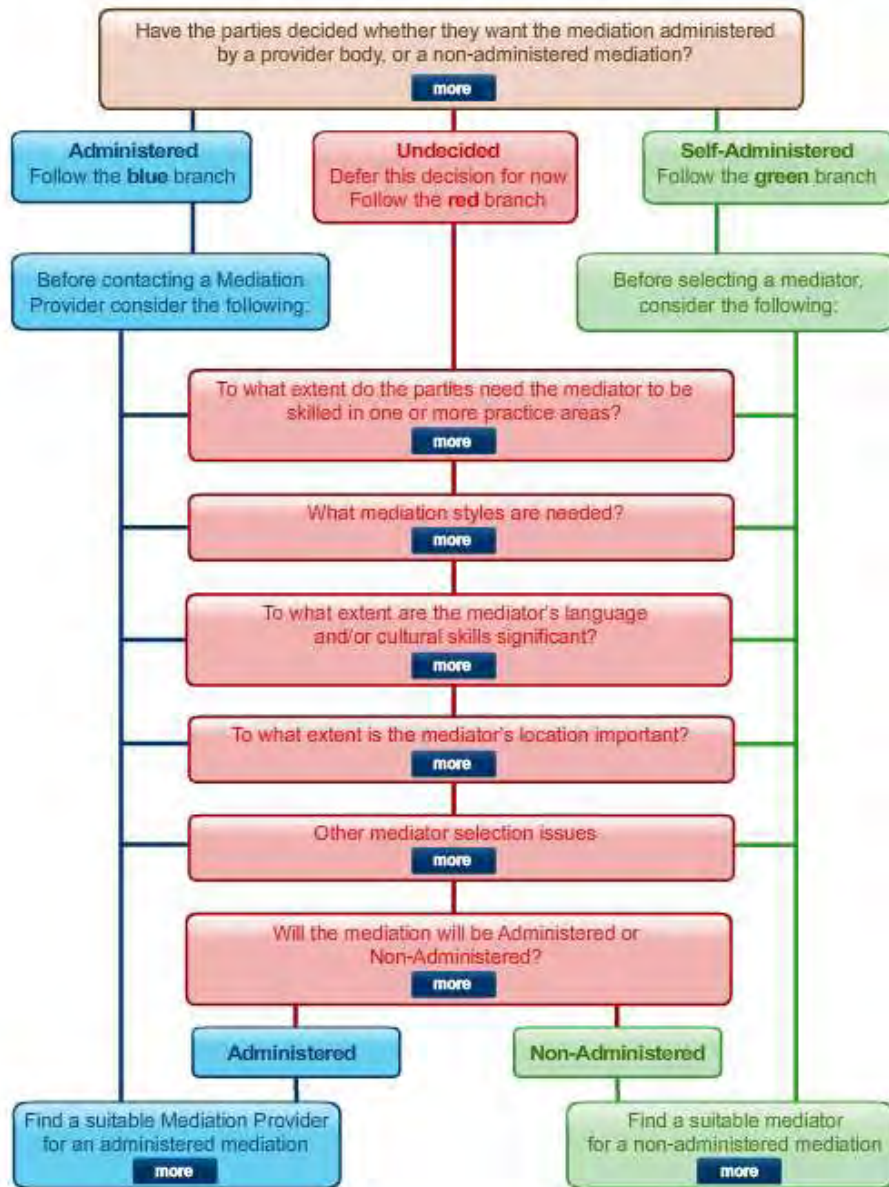 Have the parties decided whether they want the mediation administered
by a provider body, or a non-administered mediation?
more
Administered
Follow the blue branch
Undecided
Defer this decision for now
Follow the red branch
Self-Administered
Follow the green branch
Before contacting a Mediation
Provider consider the following:
Before selecting a mediator,
consider the following:
To what extent do the parties need the mediator to be
skilled in one or more practice areas?
more
What mediation styles are needed?
more
To what extent are the mediator's language
and/or cultural skills significant?
more
To what extent is the mediator's location important?
more
Other mediator selection issues
more
Will the mediation will be Administered or
Non-Administered?
more
Administered
Non-Administered
Find a suitable Mediation Provider
for an administered mediation
more
Find a suitable mediator
for a non-administered mediation
more